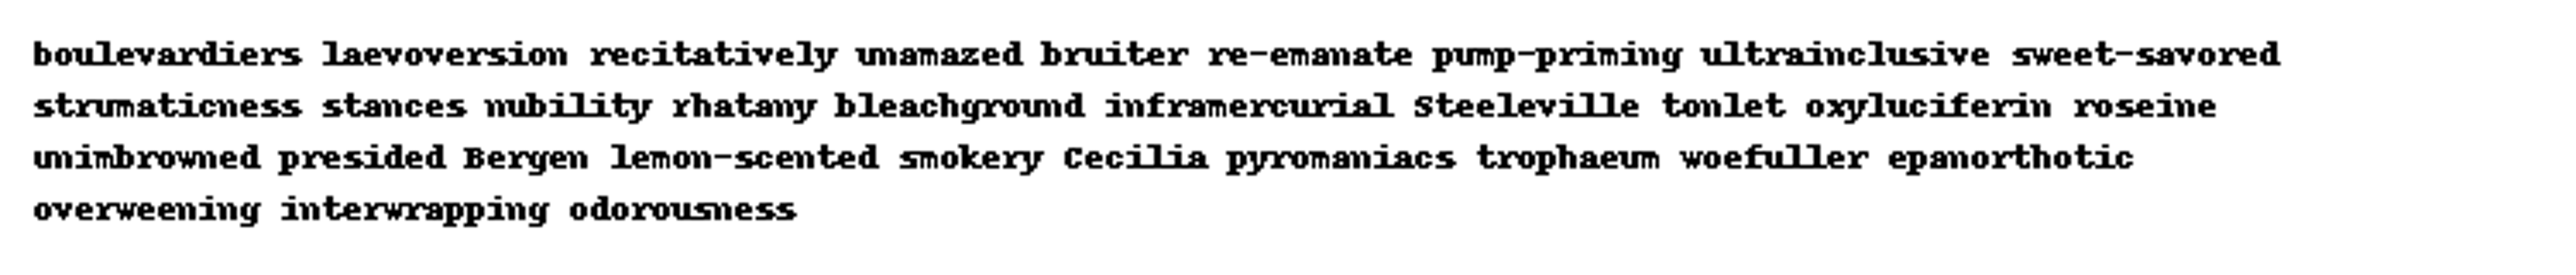 boulevardiers laevoversion recitatively unamazed bruiter re-emanate pump-priming ultrainclusive sweet-savored
strumaticness stances nubility rhatany bleachground inframercurial Steeleville tonlet oxyluciferin roseine
unimbrowned presided Bergen lemon-scented smokery Cecilia pyromaniacs trophaeum woefuller epanorthotic
overweening interwrapping odorousness